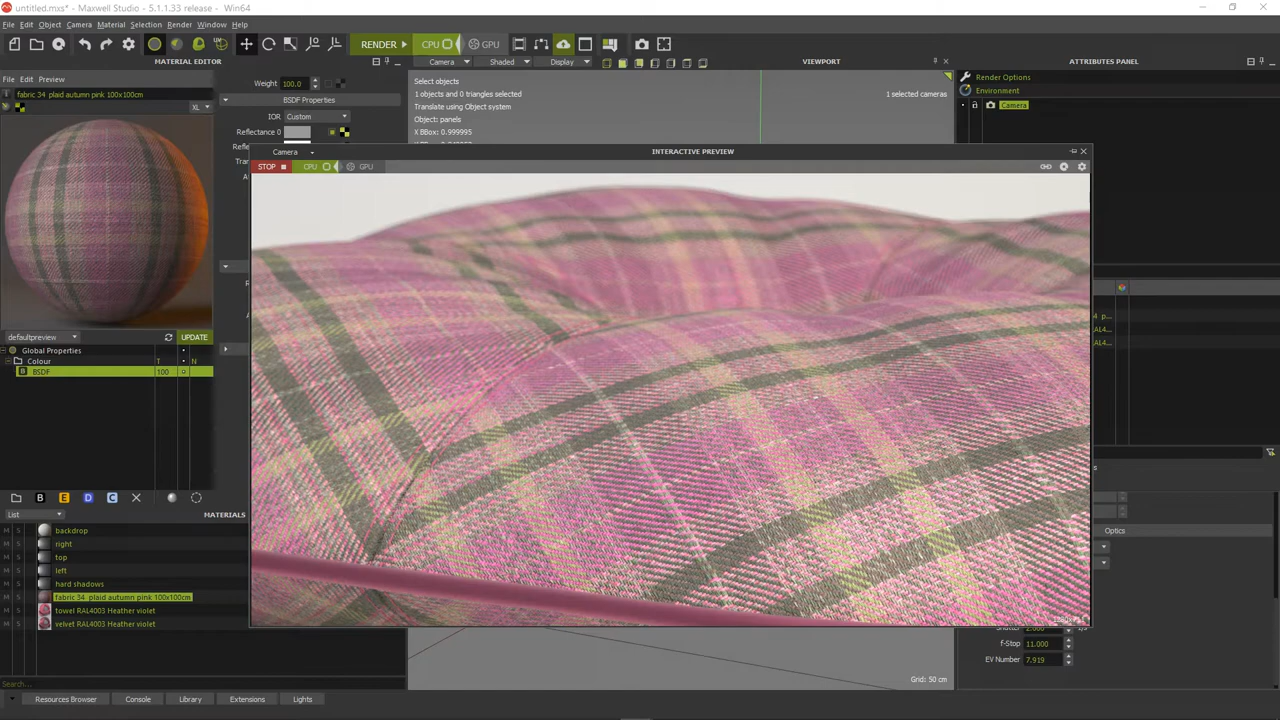 untitled.mxs* - Maxwell Studio - 5.1.1.33 release - Win64
File Edit Object Camera Material Selection Render Window Help
RENDER CPU GPU
MATERIAL EDITOR
File Edit Preview
fabric 34 plaid autumn pink 100x100cm
XL
defaultpreview UPDATE
Global Properties
Colour T N
BSDF 100
Weight 100.0
BSDF Properties
IOR Custom
Reflectance 0
Camera Shaded Display VIEWPORT
Select objects
1 objects and 0 triangles selected
Translate using Object system
Object: panels
X BBox: 0.999995
1 selected cameras
ATTRIBUTES PANEL
Render Options
Environment
Camera
Camera INTERACTIVE PREVIEW
STOP CPU GPU
List MATERIALS
M S backdrop
M S right
M S top
M S left
M S hard shadows
M S fabric 34 plaid autumn pink 100x100cm
M S towel RAL4003 Heather violet
M S velvet RAL4003 Heather violet
Search...
Resources Browser Console Library Extensions Lights
Grid: 50 cm
Optics
f-Stop 11.000
EV Number 7.919